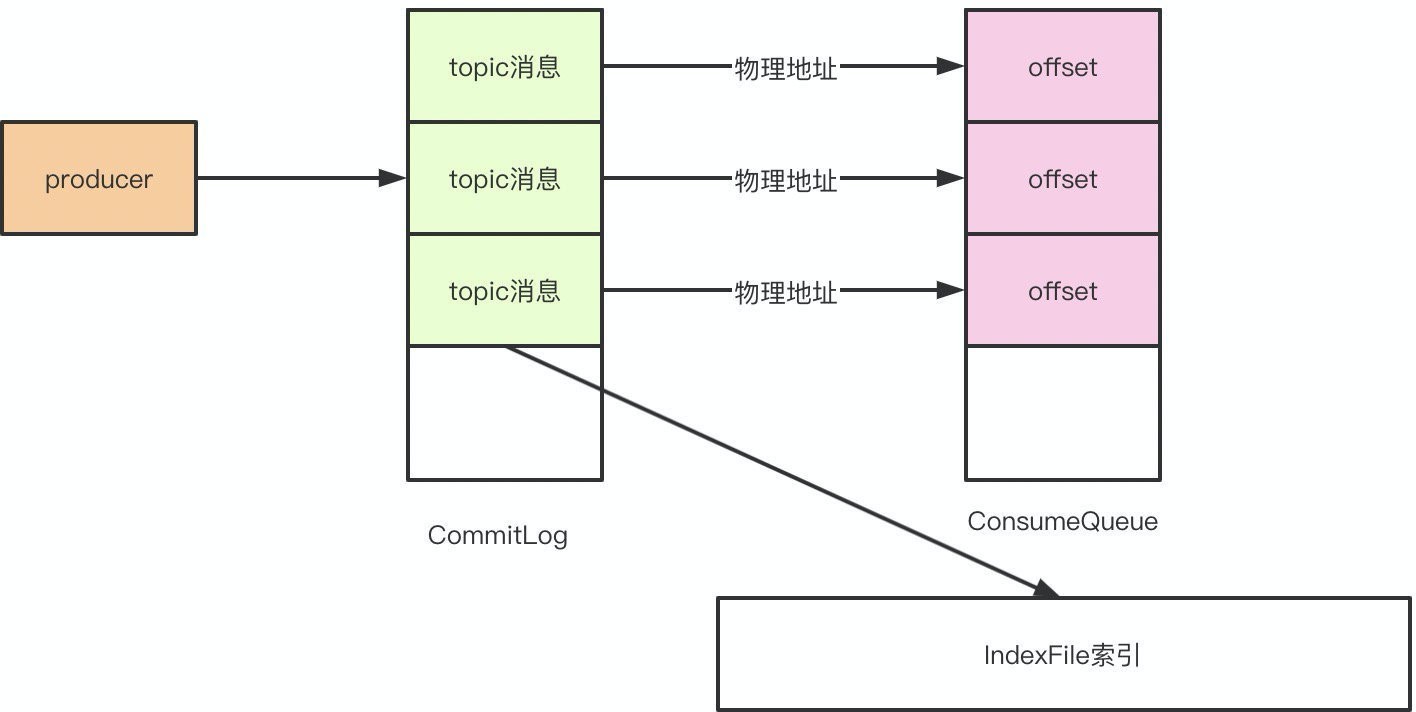 topic消息
物理地址
offset
producer
topic消息
物理地址
offset
topic消息
物理地址
offset
CommitLog
ConsumeQueue
IndexFile索引